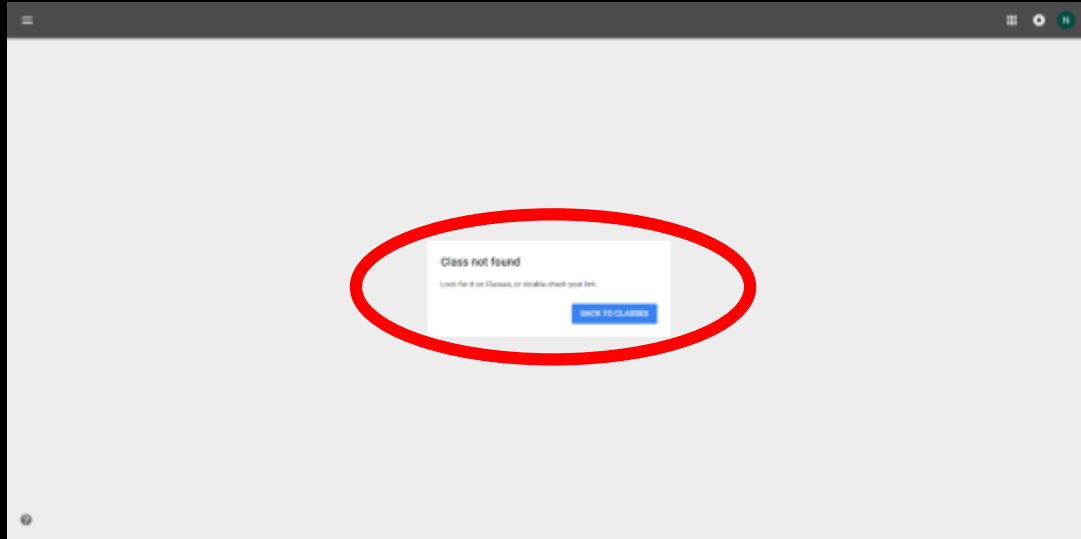 N
Class not found
Look for it on Classes, or double check your link.
BACK TO CLASSES
?